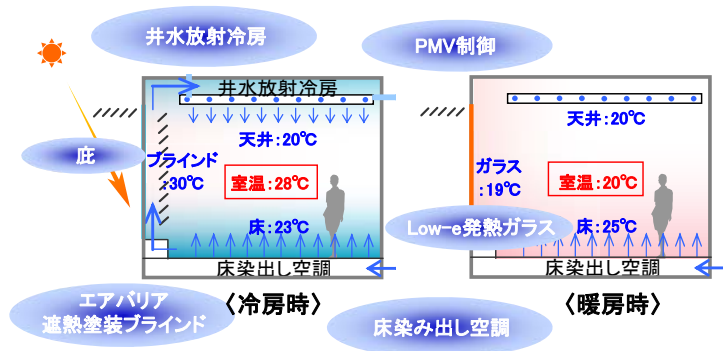 井水放射冷房
PMV制御
井水放射冷房
天井:20℃
庇
ブラインド
:30℃
室温:28℃
床:23℃
床染出し空調
天井:20℃
ガラス
:19℃
室温:20℃
Low-e発熱ガラス
床:25℃
床染出し空調
エアバリア
遮熱塗装ブラインド
〈冷房時〉
床染み出し空調
〈暖房時〉